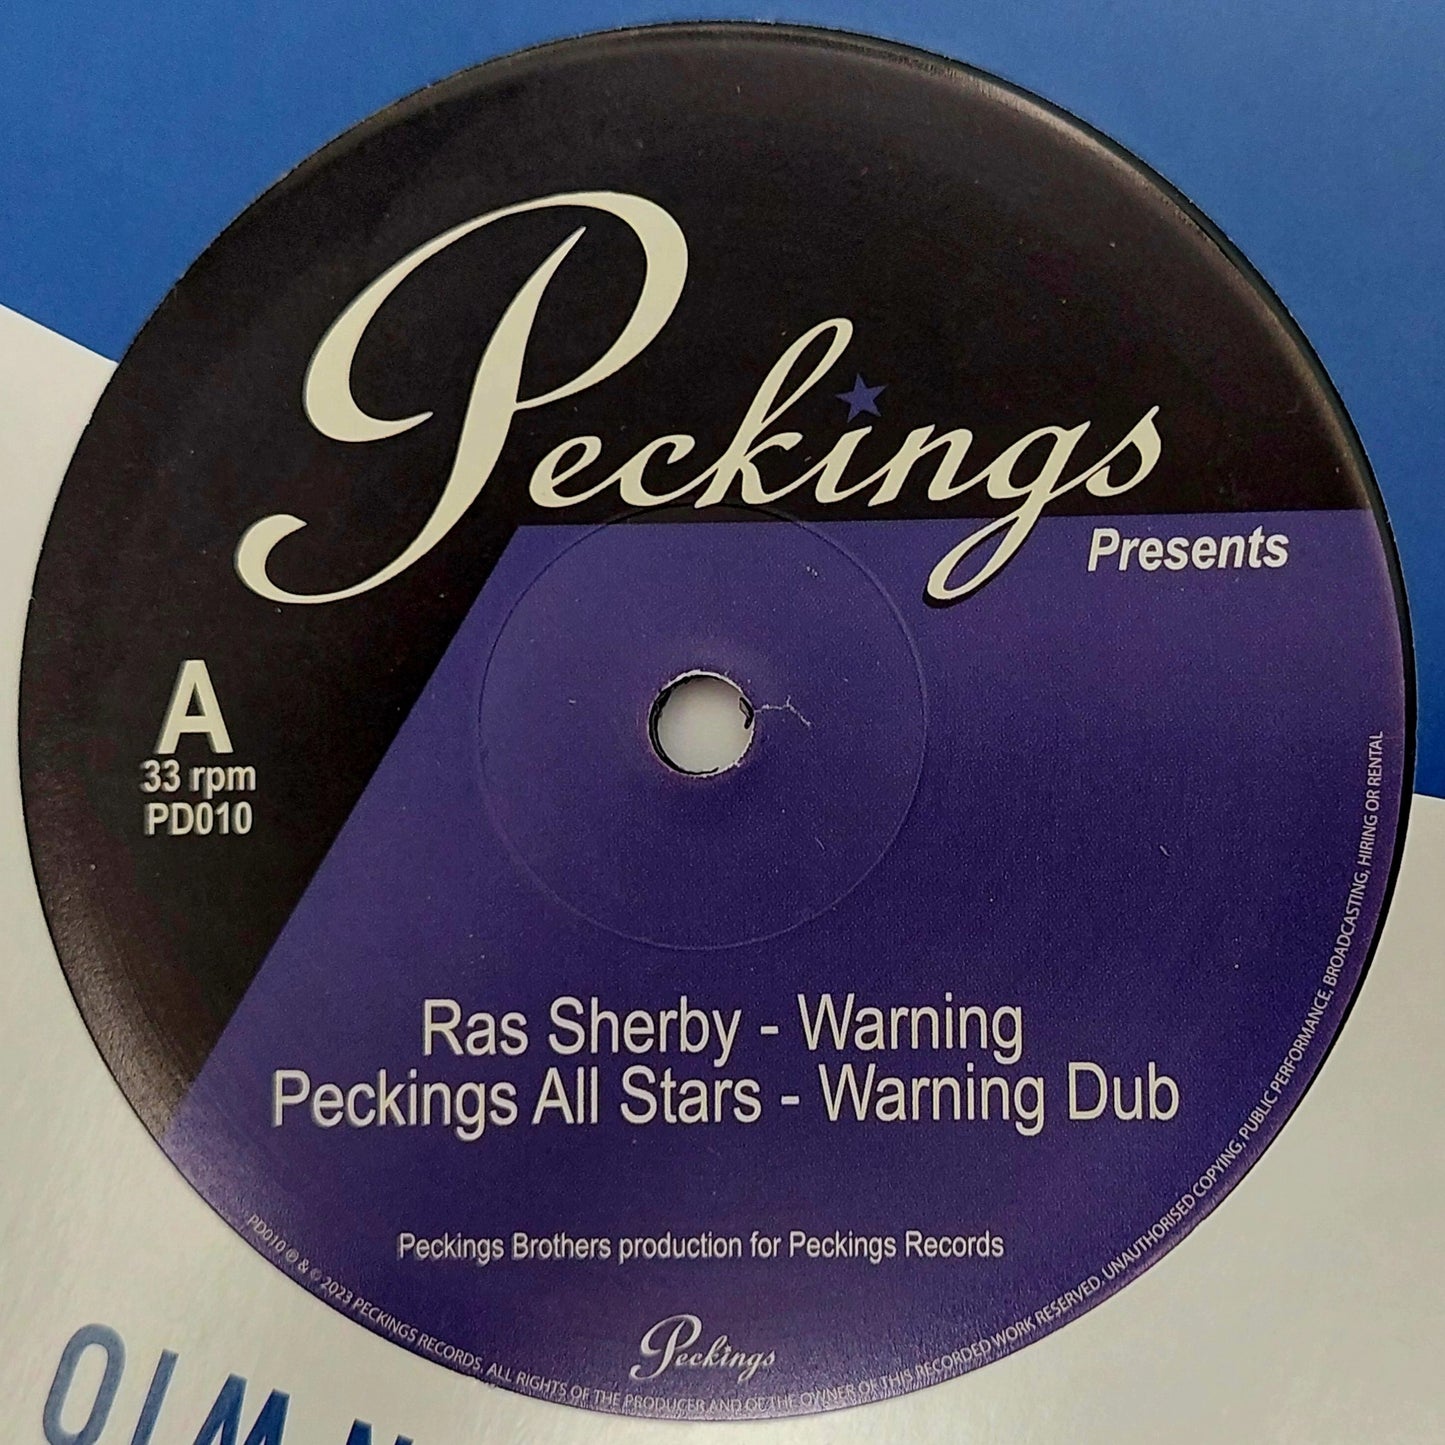 Peckings
Presents
A
33 rpm
PD010
Ras Sherby - Warning
Peckings All Stars - Warning Dub
Peckings Brothers production for Peckings Records
Peckings
PD010 ℗ & © 2023 PECKINGS RECORDS. ALL RIGHTS OF THE PRODUCER AND OF THE OWNER OF THIS RECORDED WORK RESERVED. UNAUTHORISED COPYING, PUBLIC PERFORMANCE, BROADCASTING, HIRING OR RENTAL